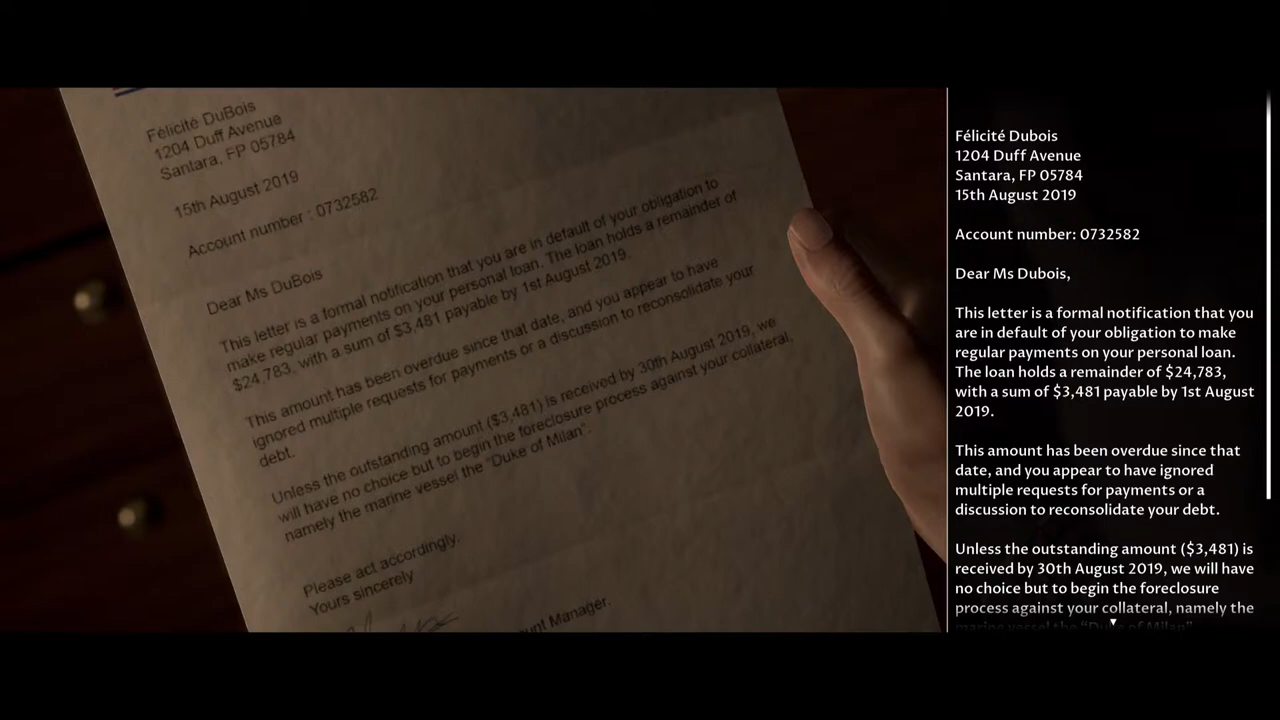 Félicité DuBois
1204 Duff Avenue
Santara, FP 05784
15th August 2019
Account number : 0732582
Dear Ms DuBois
This letter is a formal notification that you are in default of your obligation to
make regular payments on your personal loan. The loan holds a remainder of
$24,783, with a sum of $3,481 payable by 1st August 2019.
This amount has been overdue since that date, and you appear to have
ignored multiple requests for payments or a discussion to reconsolidate your
debt.
Unless the outstanding amount ($3,481) is received by 30th August 2019, we
will have no choice but to begin the foreclosure process against your collateral,
namely the marine vessel the “Duke of Milan”.
Please act accordingly.
Yours sincerely
Manager.
Félicité Dubois
1204 Duff Avenue
Santara, FP 05784
15th August 2019
Account number: 0732582
Dear Ms Dubois,
This letter is a formal notification that you
are in default of your obligation to make
regular payments on your personal loan.
The loan holds a remainder of $24,783,
with a sum of $3,481 payable by 1st August
2019.
This amount has been overdue since that
date, and you appear to have ignored
multiple requests for payments or a
discussion to reconsolidate your debt.
Unless the outstanding amount ($3,481) is
received by 30th August 2019, we will have
no choice but to begin the foreclosure
process against your collateral, namely the
marine vessel the “Duke of Milan”